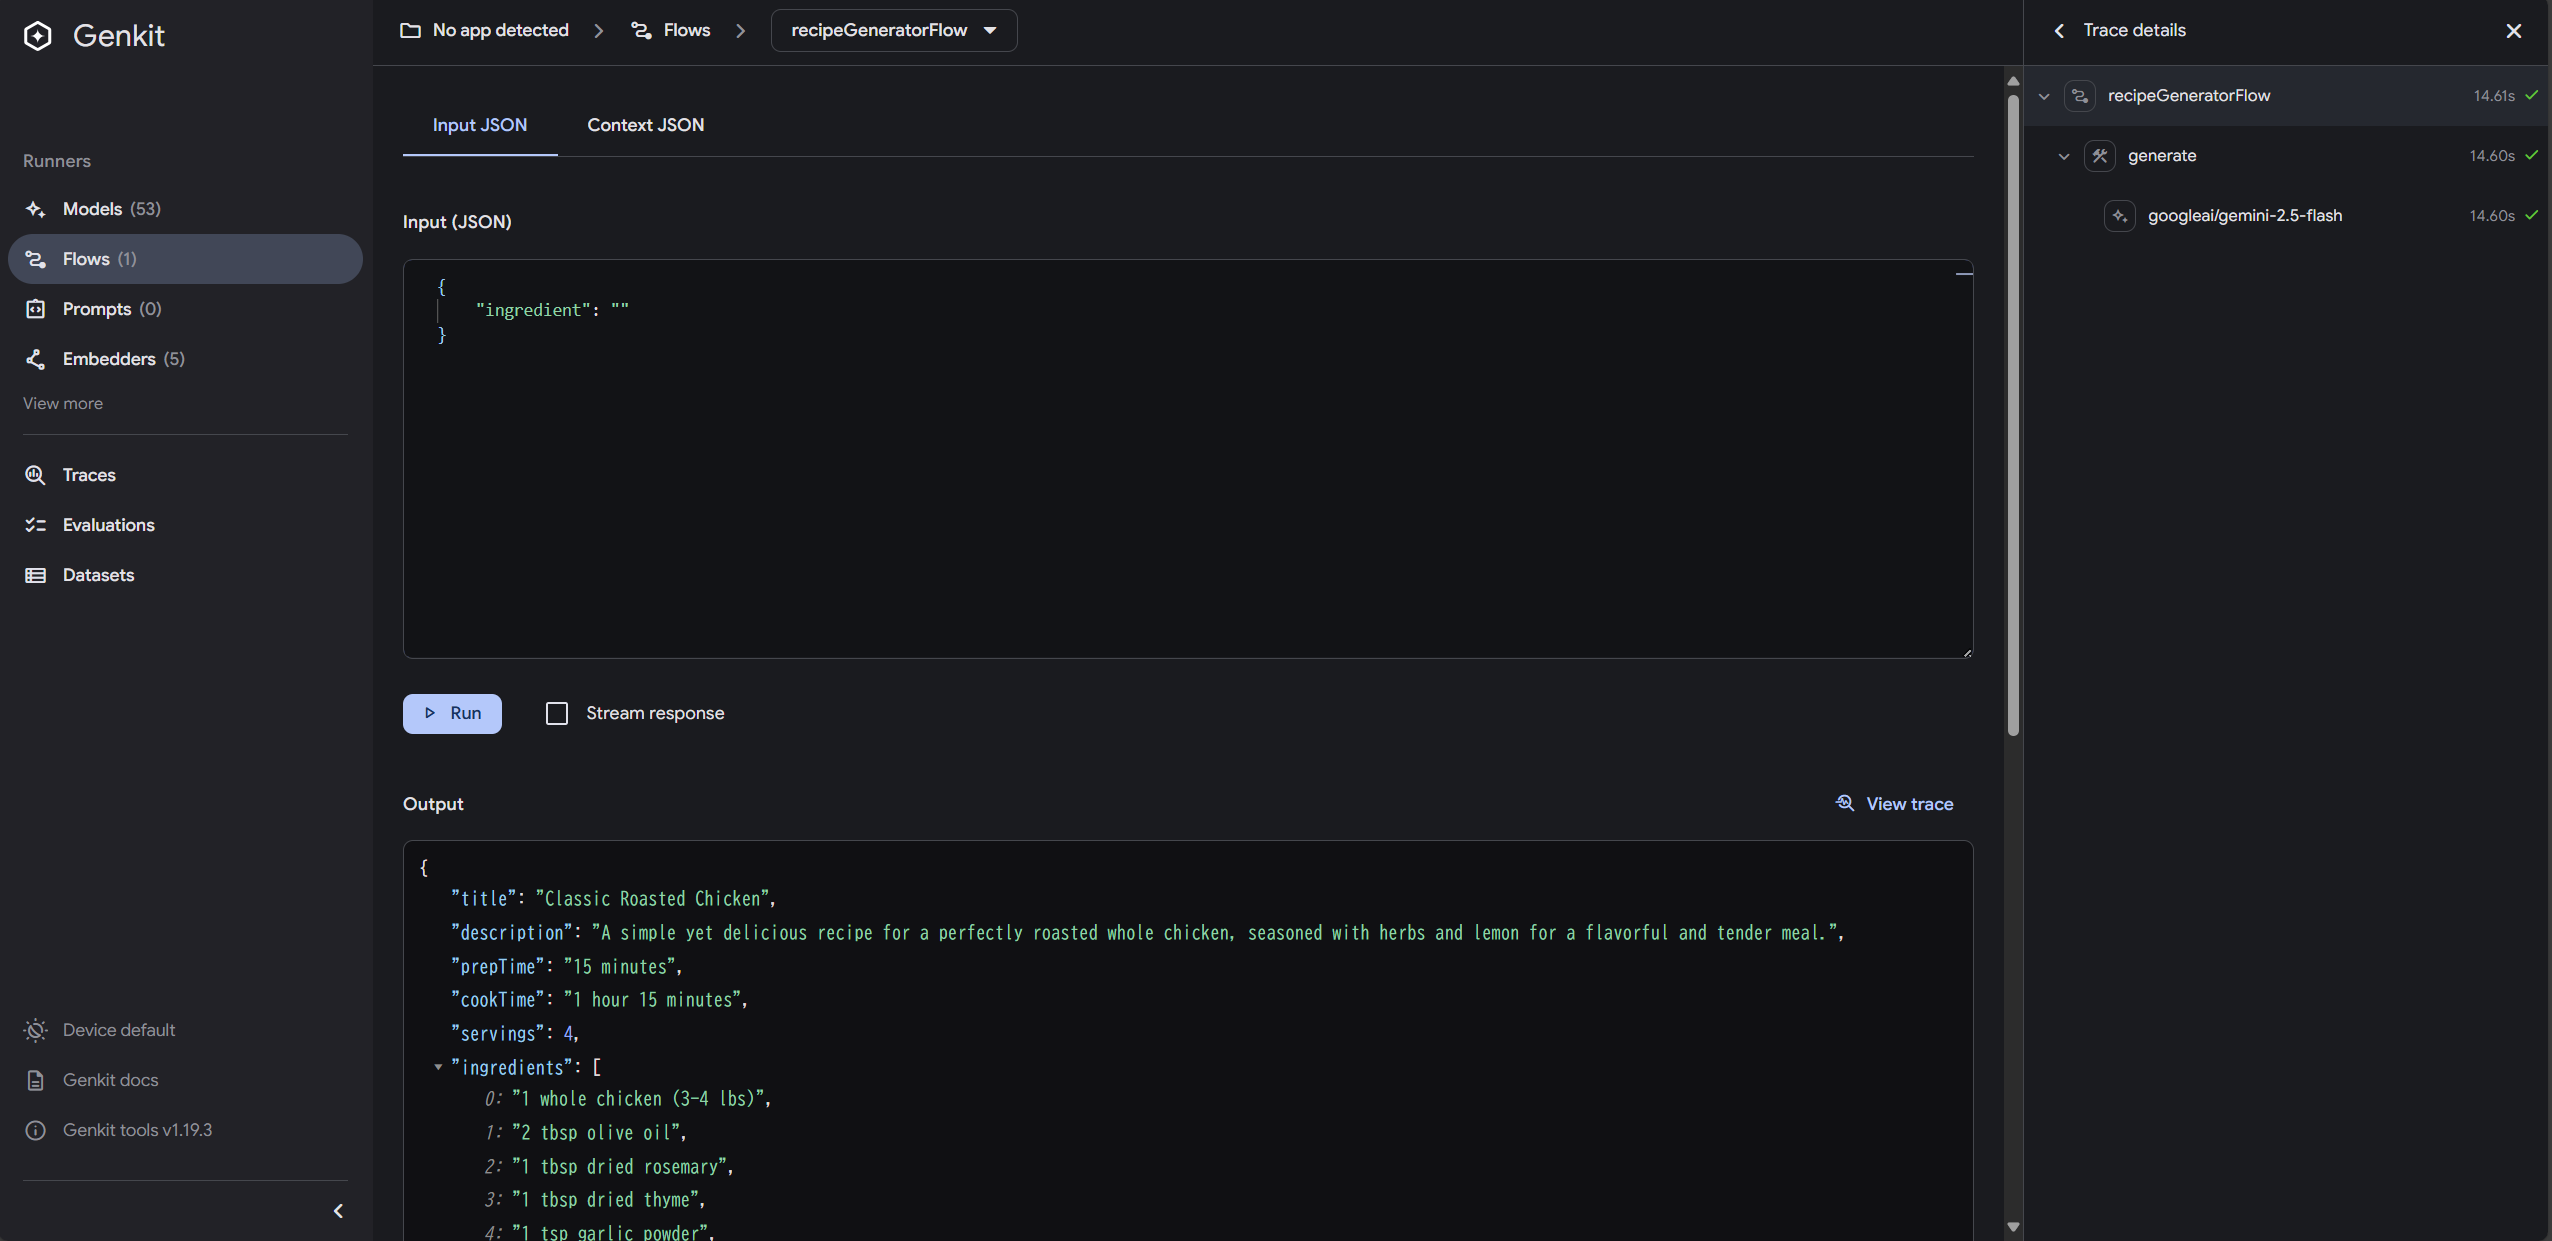 Genkit
Runners
Models (53)
Flows (1)
Prompts (0)
Embedders (5)
View more
Traces
Evaluations
Datasets
Device default
Genkit docs
Genkit tools v1.19.3
No app detected
Flows
recipeGeneratorFlow
Input JSON
Context JSON
Input (JSON)
{
"ingredient": ""
}
Run
Stream response
Output
View trace
{
"title": "Classic Roasted Chicken",
"description": "A simple yet delicious recipe for a perfectly roasted whole chicken, seasoned with herbs and lemon for a flavorful and tender meal.",
"prepTime": "15 minutes",
"cookTime": "1 hour 15 minutes",
"servings": 4,
"ingredients": [
0: "1 whole chicken (3-4 lbs)",
1: "2 tbsp olive oil",
2: "1 tbsp dried rosemary",
3: "1 tbsp dried thyme",
4: "1 tsp garlic powder",
Trace details
recipeGeneratorFlow 14.61s
generate 14.60s
googleai/gemini-2.5-flash 14.60s